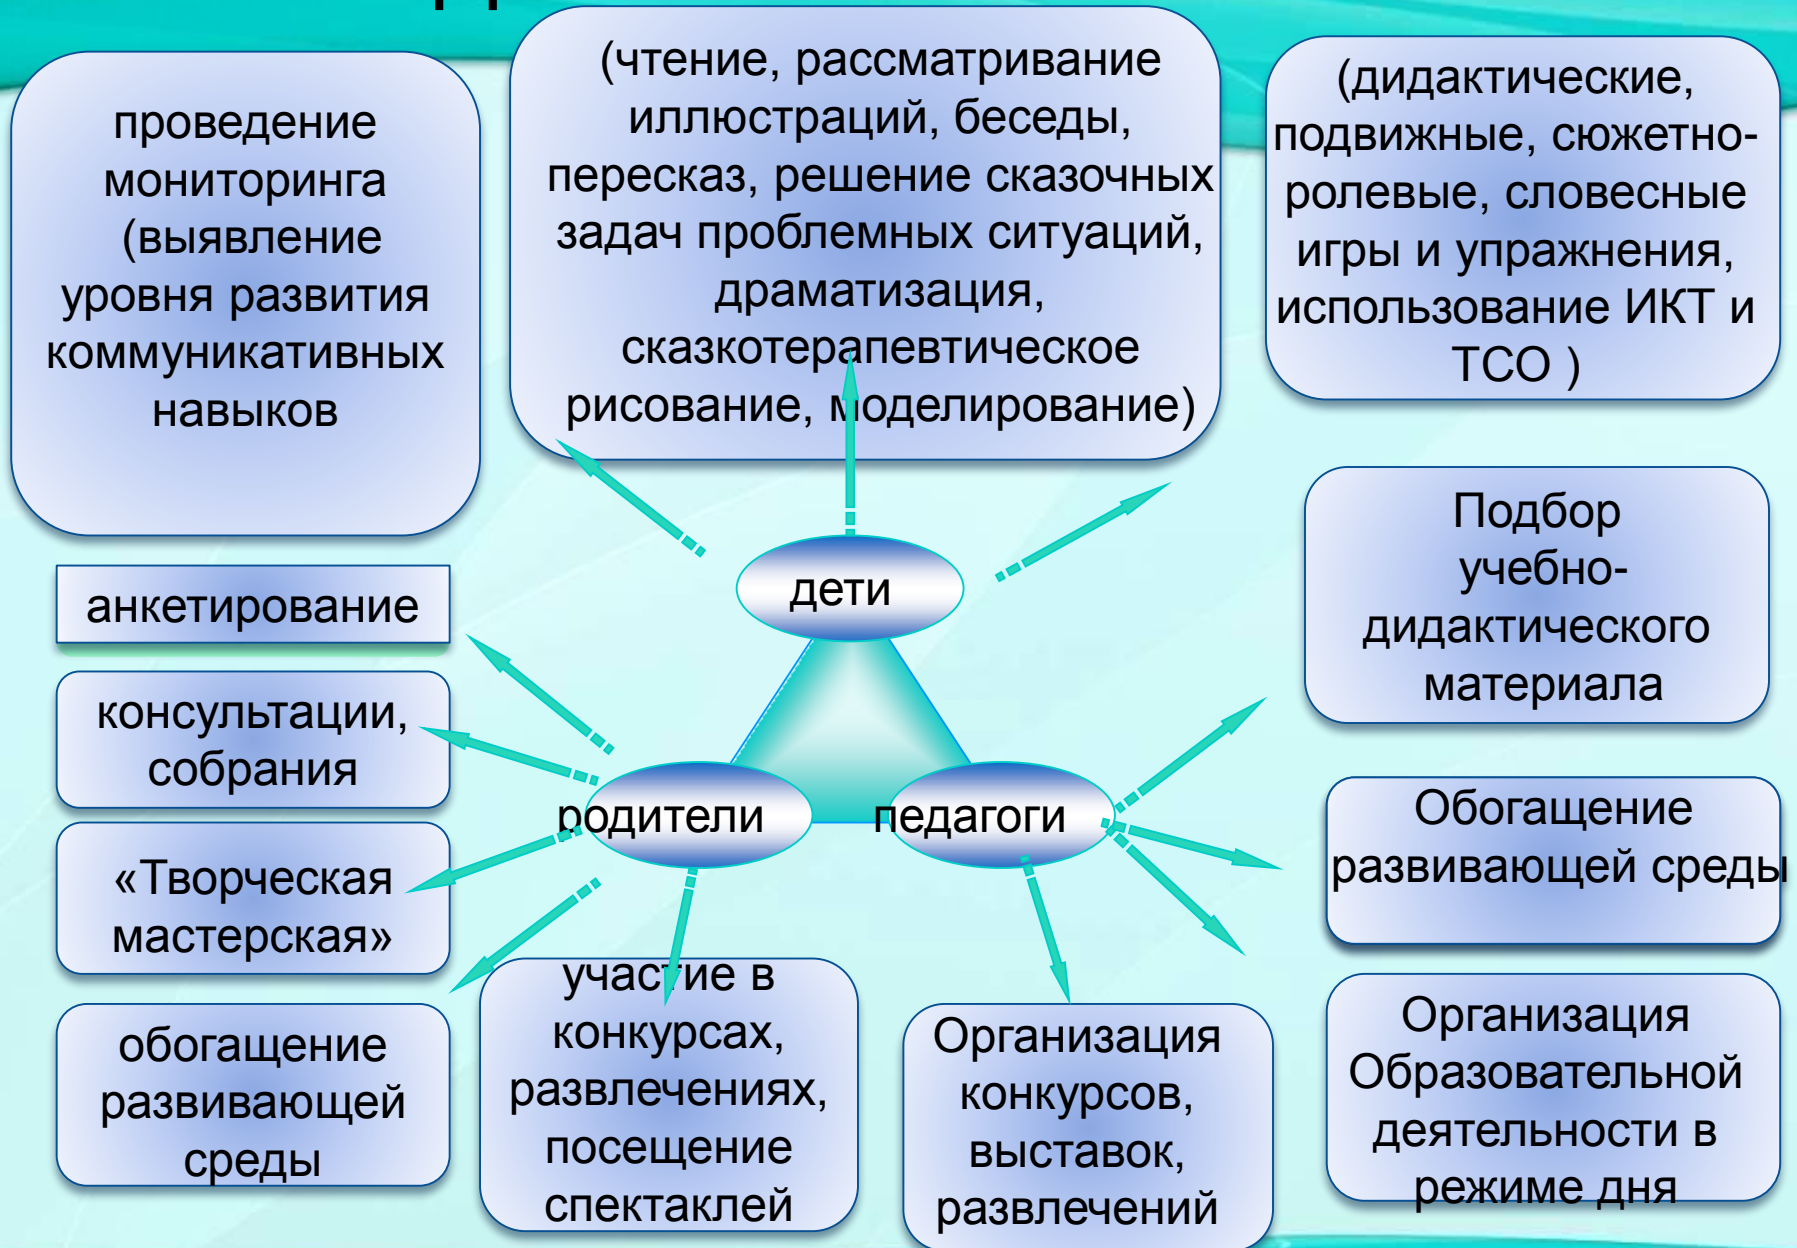 проведение
мониторинга
(выявление
уровня развития
коммуникативных
навыков
(чтение, рассматривание
иллюстраций, беседы,
пересказ, решение сказочных
задач проблемных ситуаций,
драматизация,
сказкотерапевтическое
рисование, моделирование)
(дидактические,
подвижные, сюжетно-
ролевые, словесные
игры и упражнения,
использование ИКТ и
ТСО )
дети
анкетирование
консультации,
собрания
«Творческая
мастерская»
обогащение
развивающей
среды
родители
педагоги
участие в
конкурсах,
развлечениях,
посещение
спектаклей
Организация
конкурсов,
выставок,
развлечений
Подбор
учебно-
дидактического
материала
Обогащение
развивающей среды
Организация
Образовательной
деятельности в
режиме дня